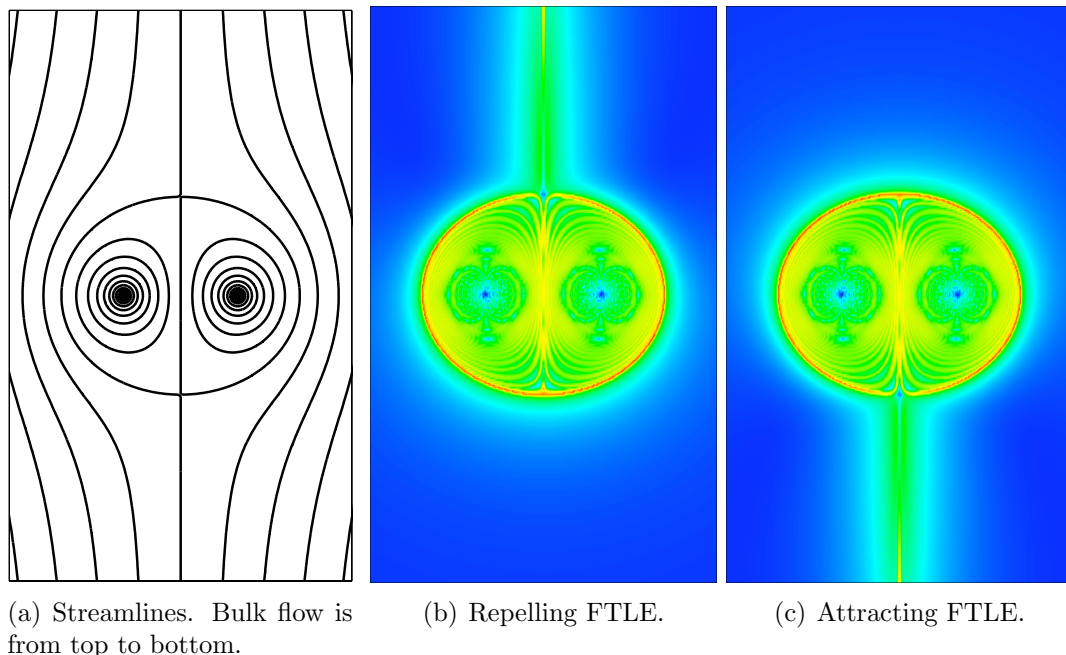 (a) Streamlines. Bulk flow is
from top to bottom.
(b) Repelling FTLE.
(c) Attracting FTLE.